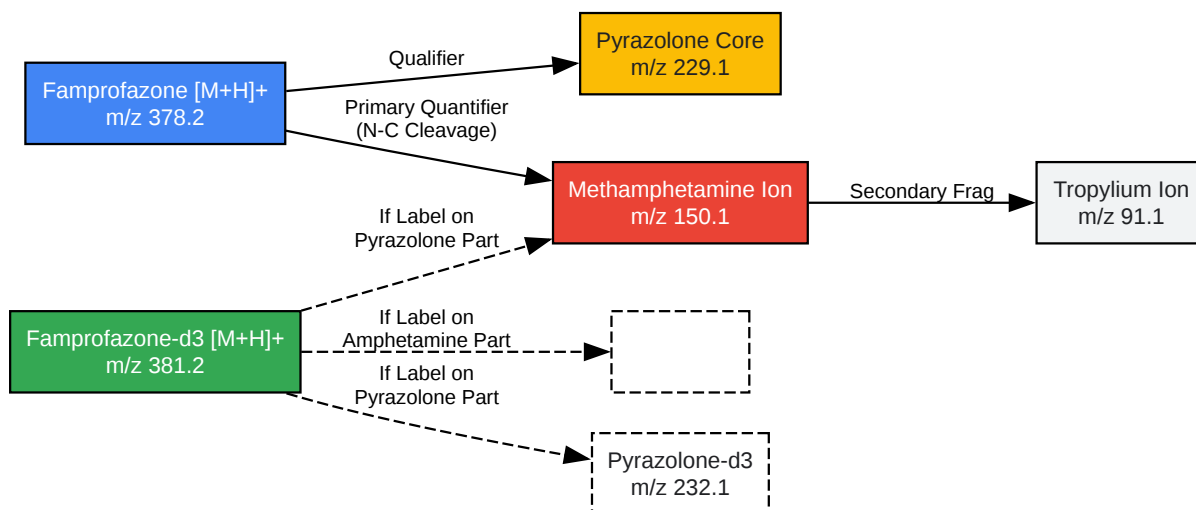 Qualifier
Pyrazolone Core
m/z 229.1
Famprofazone [M+H]+
m/z 378.2
Primary Quantifier
(N-C Cleavage)
Methamphetamine Ion
m/z 150.1
Secondary Frag
Tropylium Ion
m/z 91.1
If Label on
Pyrazolone Part
Famprofazone-d3 [M+H]+
m/z 381.2
If Label on
Amphetamine Part
If Label on
Pyrazolone Part
Pyrazolone-d3
m/z 232.1